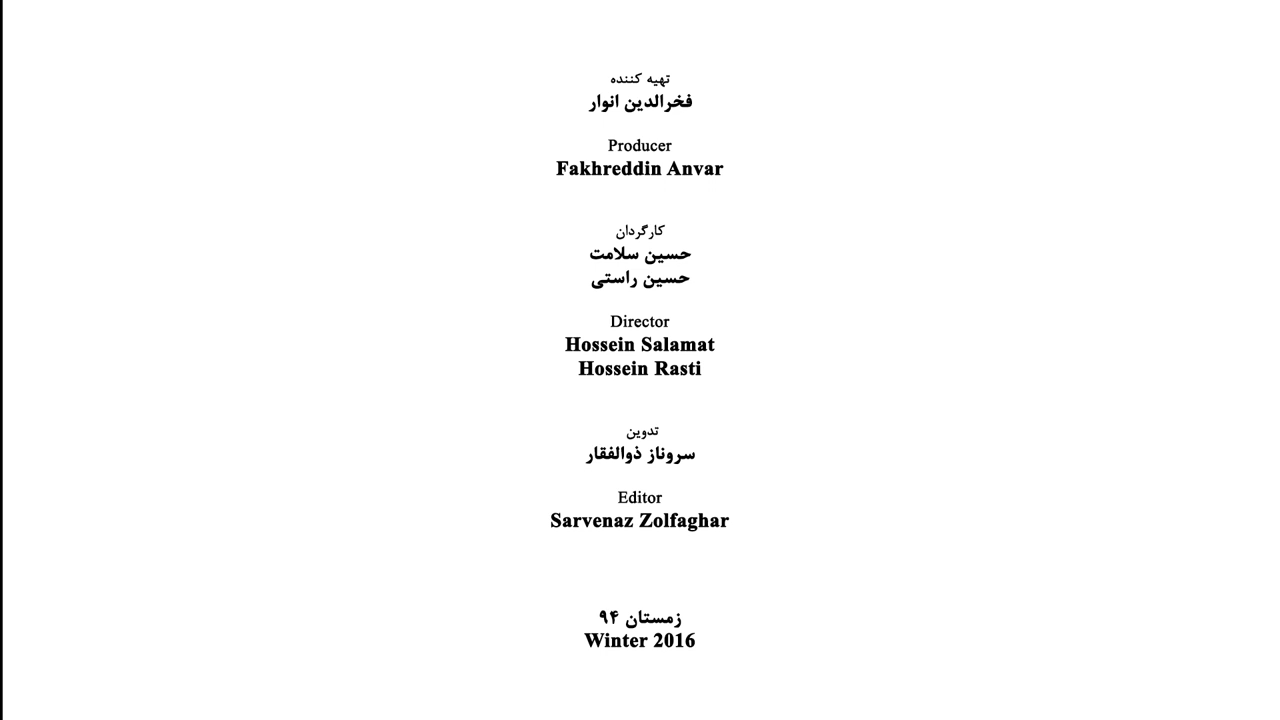 تهیه کننده
فخرالدین انوار
Producer
Fakhreddin Anvar
کارگردان
حسین سلامت
حسین راستی
Director
Hossein Salamat
Hossein Rasti
تدوین
سروناز ذوالفقار
Editor
Sarvenaz Zolfaghar
زمستان ۹۴
Winter 2016